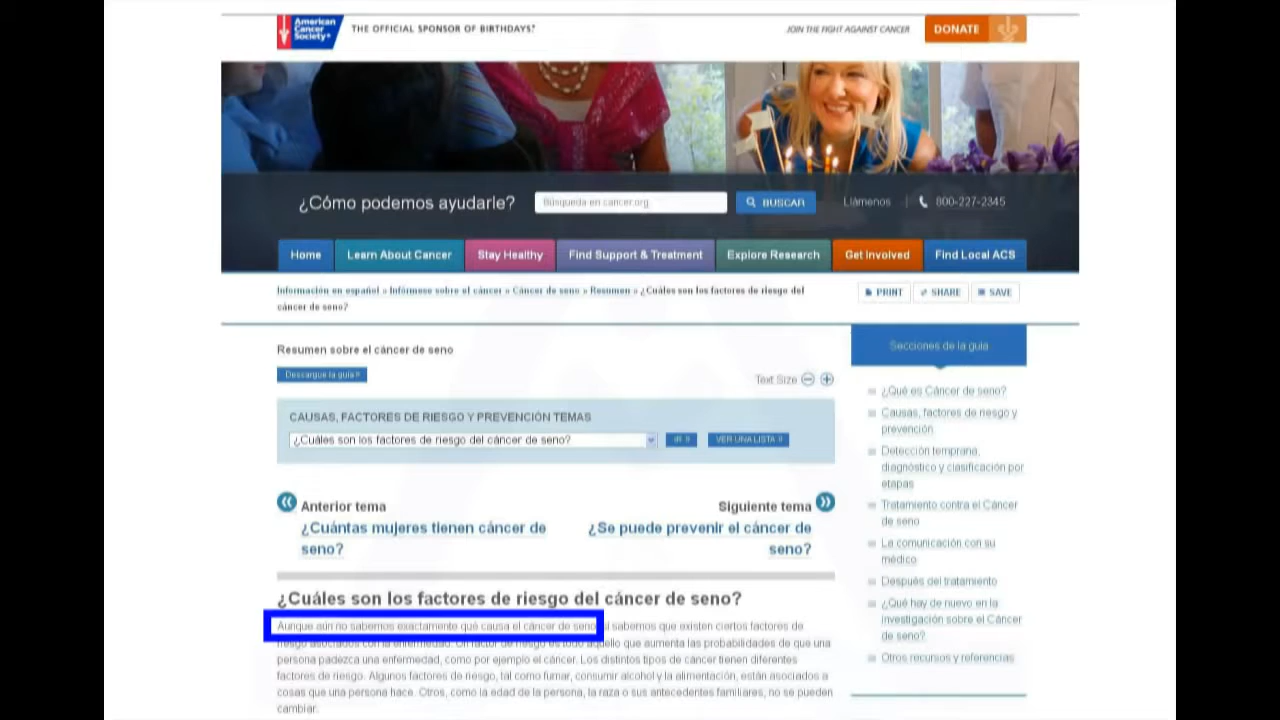 American
Cancer
Society®
THE OFFICIAL SPONSOR OF BIRTHDAYS.®
JOIN THE FIGHT AGAINST CANCER
DONATE
¿Cómo podemos ayudarle?
Búsqueda en cancer.org
BUSCAR
Llámenos | 800-227-2345
Home
Learn About Cancer
Stay Healthy
Find Support & Treatment
Explore Research
Get Involved
Find Local ACS
Información en español » Infórmese sobre el cáncer » Cáncer de seno » Resumen » ¿Cuáles son los factores de riesgo del
cáncer de seno?
PRINT
SHARE
SAVE
Resumen sobre el cáncer de seno
Descargue la guía »
Text Size
CAUSAS, FACTORES DE RIESGO Y PREVENCIÓN TEMAS
¿Cuáles son los factores de riesgo del cáncer de seno?
IR »
VER UNA LISTA »
Anterior tema
¿Cuántas mujeres tienen cáncer de
seno?
Siguiente tema
¿Se puede prevenir el cáncer de
seno?
¿Cuáles son los factores de riesgo del cáncer de seno?
Aunque aún no sabemos exactamente qué causa el cáncer de seno, sí sabemos que existen ciertos factores de
riesgo asociados con la enfermedad. Un factor de riesgo es todo aquello que aumenta las probabilidades de que una
persona padezca una enfermedad, como por ejemplo el cáncer. Los distintos tipos de cáncer tienen diferentes
factores de riesgo. Algunos factores de riesgo, tal como fumar, consumir alcohol y la alimentación, están asociados a
cosas que una persona hace. Otros, como la edad de la persona, la raza o sus antecedentes familiares, no se pueden
cambiar.
Secciones de la guía
¿Qué es Cáncer de seno?
Causas, factores de riesgo y
prevención
Detección temprana,
diagnóstico y clasificación por
etapas
Tratamiento contra el Cáncer
de seno
La comunicación con su
médico
Después del tratamiento
¿Qué hay de nuevo en la
investigación sobre el Cáncer
de seno?
Otros recursos y referencias